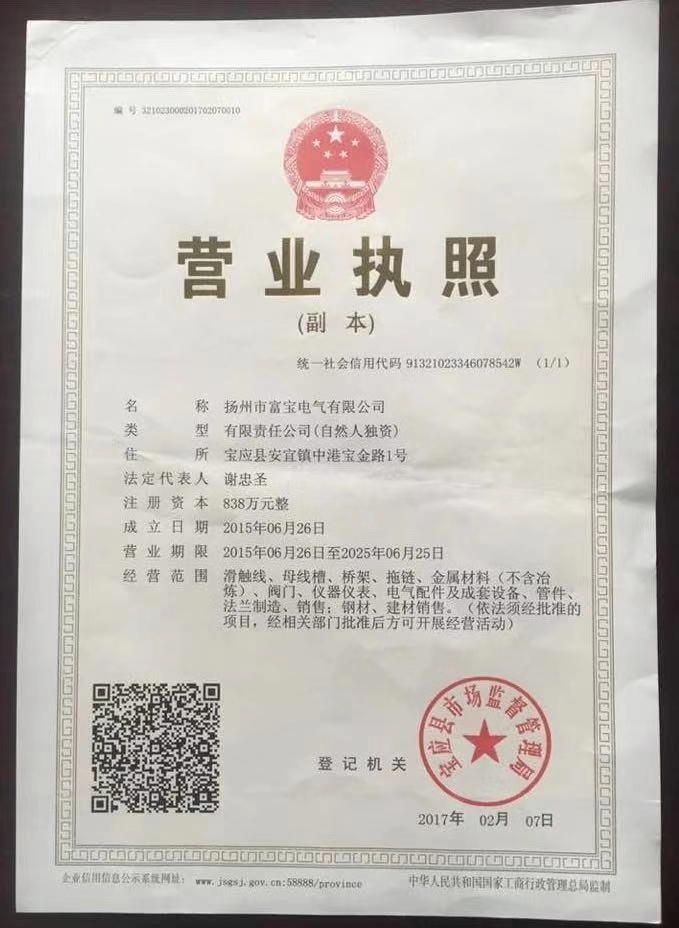 编 号 321023000201702070010
营业执照
(副 本)
统一社会信用代码 91321023346078542W (1/1)
名 称 扬州市富宝电气有限公司
类 型 有限责任公司(自然人独资)
住 所 宝应县安宜镇中港宝金路1号
法定代表人 谢忠圣
注册资本 838万元整
成立日期 2015年06月26日
营业期限 2015年06月26日至2025年06月25日
经营范围 滑触线、母线槽、桥架、拖链、金属材料(不含冶
炼)、阀门、仪器仪表、电气配件及成套设备、管件、
法兰制造、销售;钢材、建材销售。(依法须经批准的
项目,经相关部门批准后方可开展经营活动)
宝应县市场监督管理局
登记机关
2017年 02月 07日
企业信用信息公示系统网址: www.jsgsj.gov.cn:58888/province 中华人民共和国国家工商行政管理总局监制